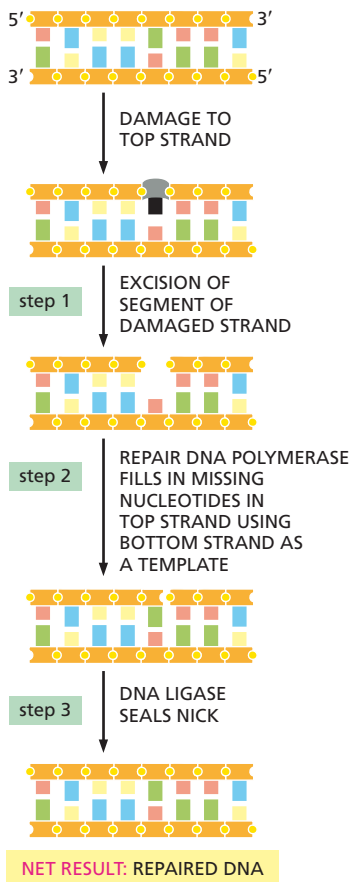 5′ 3′
3′ 5′
DAMAGE TO
TOP STRAND
step 1
EXCISION OF
SEGMENT OF
DAMAGED STRAND
step 2
REPAIR DNA POLYMERASE
FILLS IN MISSING
NUCLEOTIDES IN
TOP STRAND USING
BOTTOM STRAND AS
A TEMPLATE
step 3
DNA LIGASE
SEALS NICK
NET RESULT: REPAIRED DNA